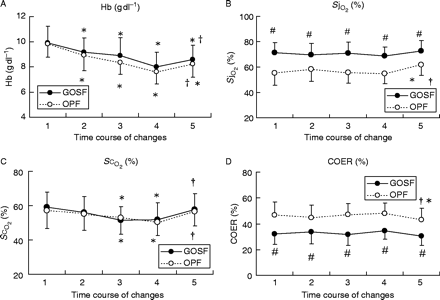 A
Hb (g dl⁻¹)
12
10
8
6
4
2
0
Hb (g dl⁻¹)
* * * * †
* * * † *
GOSF
OPF
1 2 3 4 5
Time course of changes
B
SjO₂
100
80
60
40
20
0
SjO₂ (%)
# # # # #
* †
GOSF
OPF
1 2 3 4 5
Time course of change
C
ScO₂ (%)
80
60
40
20
0
ScO₂ (%)
* * †
* * †
GOSF
OPF
1 2 3 4 5
Time course of changes
D
COER (%)
80
60
40
20
0
COER (%)
GOSF
OPF
† *
# # # # #
1 2 3 4 5
Time course of changes